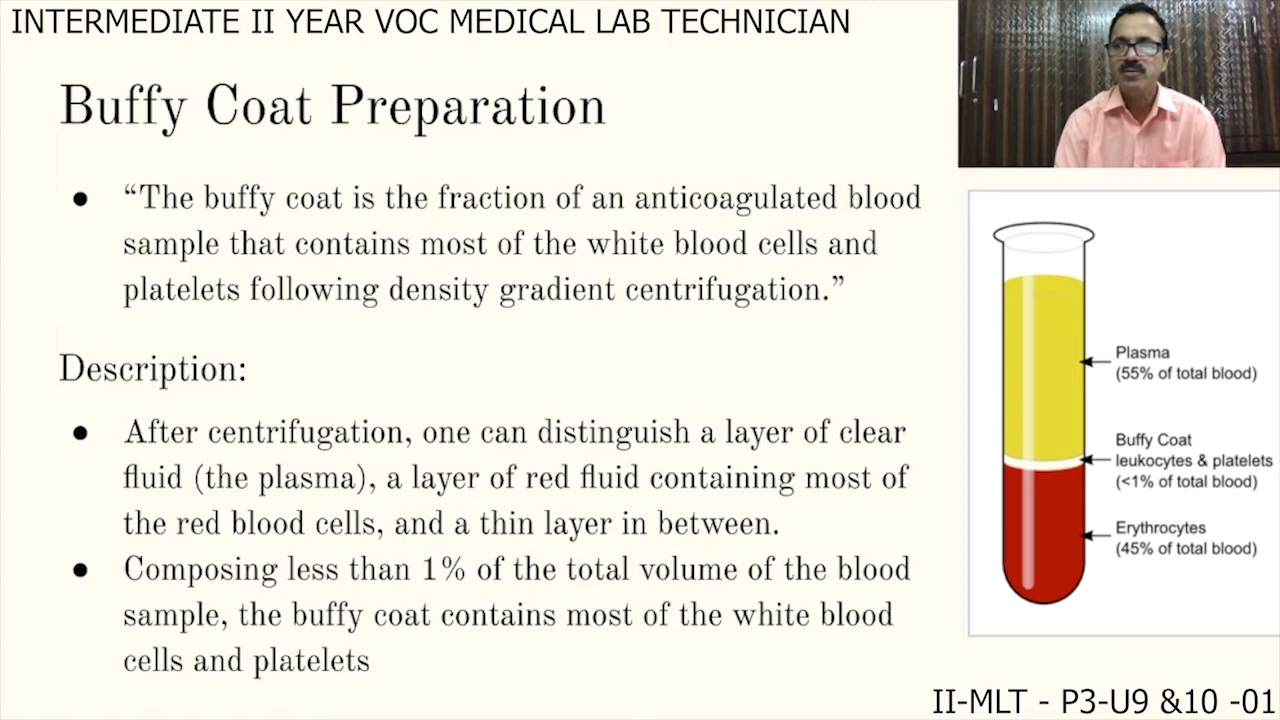 INTERMEDIATE II YEAR VOC MEDICAL LAB TECHNICIAN
Buffy Coat Preparation
● “The buffy coat is the fraction of an anticoagulated blood
sample that contains most of the white blood cells and
platelets following density gradient centrifugation.”
Description:
● After centrifugation, one can distinguish a layer of clear
fluid (the plasma), a layer of red fluid containing most of
the red blood cells, and a thin layer in between.
● Composing less than 1% of the total volume of the blood
sample, the buffy coat contains most of the white blood
cells and platelets
Plasma
(55% of total blood)
Buffy Coat
leukocytes & platelets
(<1% of total blood)
Erythrocytes
(45% of total blood)
II-MLT - P3-U9 &10 -01